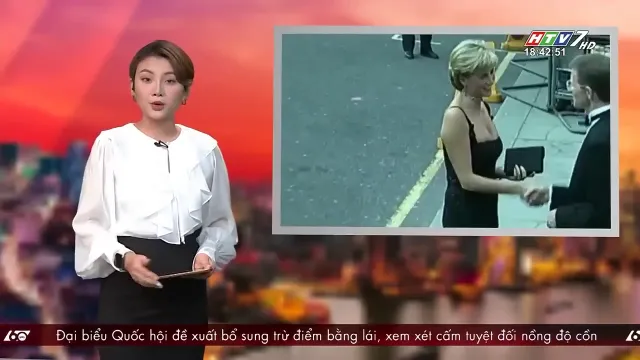 HTV7 HD
18:42:51
60 Đại biểu Quốc hội đề xuất bổ sung trừ điểm bằng lái, xem xét cấm tuyệt đối nồng độ cồn